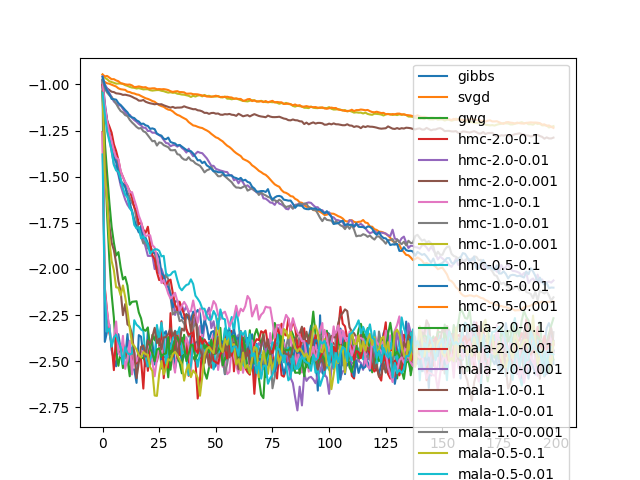 −1.00
−1.25
−1.50
−1.75
−2.00
−2.25
−2.50
−2.75
0
25
50
75
100
125
150
175
200
gibbs
svgd
gwg
hmc-2.0-0.1
hmc-2.0-0.01
hmc-2.0-0.001
hmc-1.0-0.1
hmc-1.0-0.01
hmc-1.0-0.001
hmc-0.5-0.1
hmc-0.5-0.01
hmc-0.5-0.001
mala-2.0-0.1
mala-2.0-0.01
mala-2.0-0.001
mala-1.0-0.1
mala-1.0-0.01
mala-1.0-0.001
mala-0.5-0.1
mala-0.5-0.01